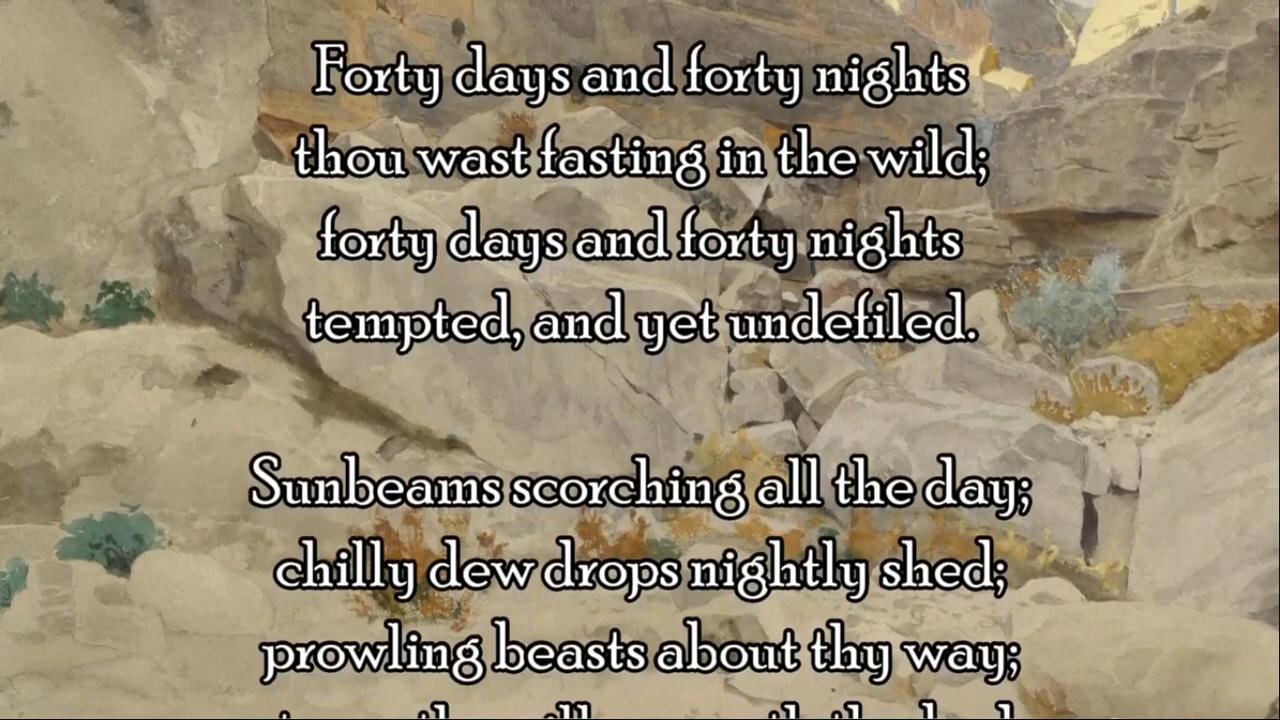 Forty days and forty nights
thou wast fasting in the wild;
forty days and forty nights
tempted, and yet undefiled.
Sunbeams scorching all the day;
chilly dew drops nightly shed;
prowling beasts about thy way;